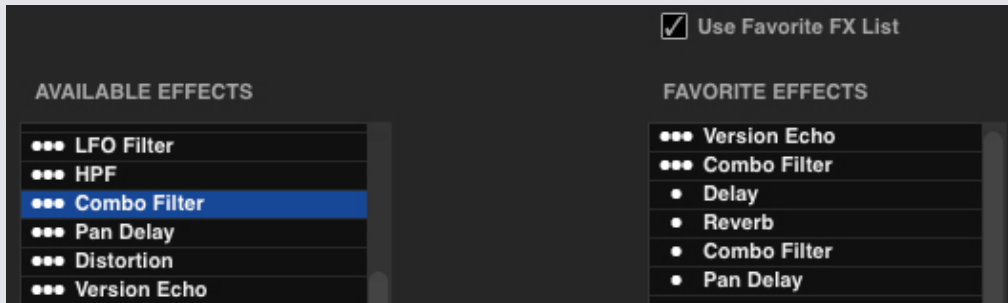 ✓ Use Favorite FX List
AVAILABLE EFFECTS
••• LFO Filter
••• HPF
••• Combo Filter
••• Pan Delay
••• Distortion
••• Version Echo
FAVORITE EFFECTS
••• Version Echo
••• Combo Filter
• Delay
• Reverb
• Combo Filter
• Pan Delay